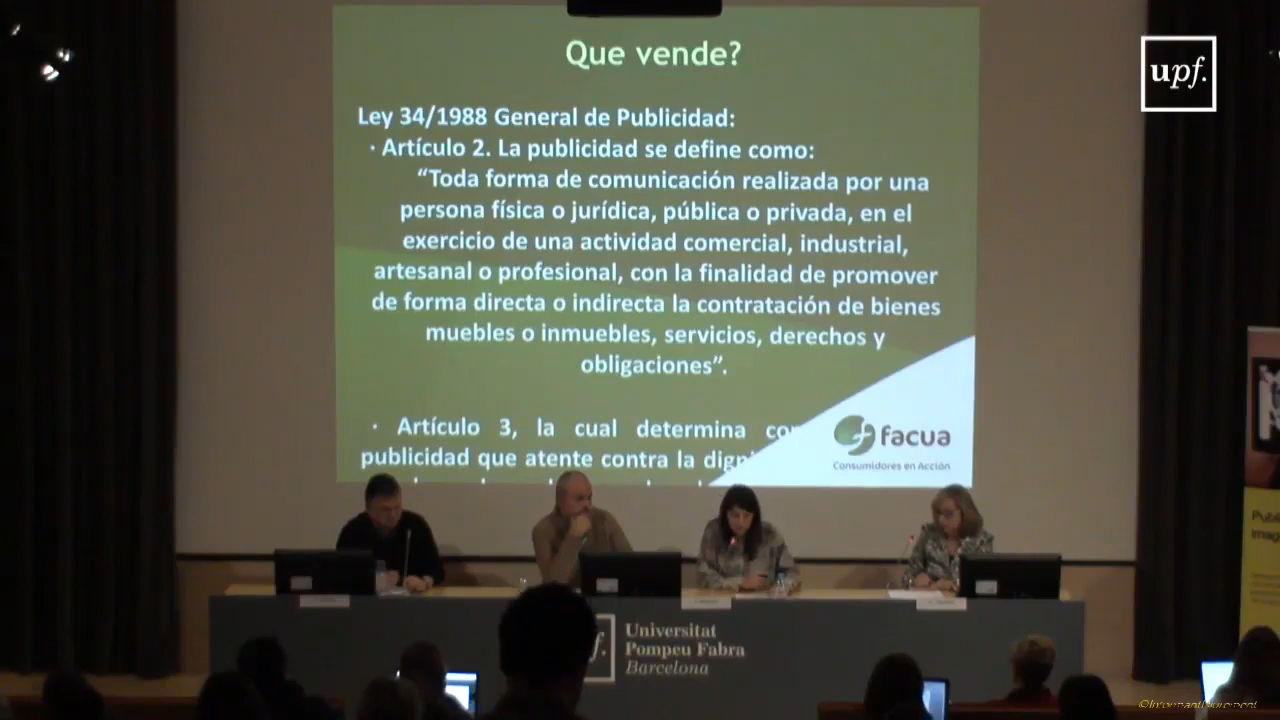 Que vende?
upf.
Ley 34/1988 General de Publicidad:
· Artículo 2. La publicidad se define como:
“Toda forma de comunicación realizada por una
persona física o jurídica, pública o privada, en el
exercicio de una actividad comercial, industrial,
artesanal o profesional, con la finalidad de promover
de forma directa o indirecta la contratación de bienes
muebles o inmuebles, servicios, derechos y
obligaciones”.
· Artículo 3, la cual determina
publicidad que atente contra la
facua
Consumidores en Acción
Universitat
Pompeu Fabra
Barcelona